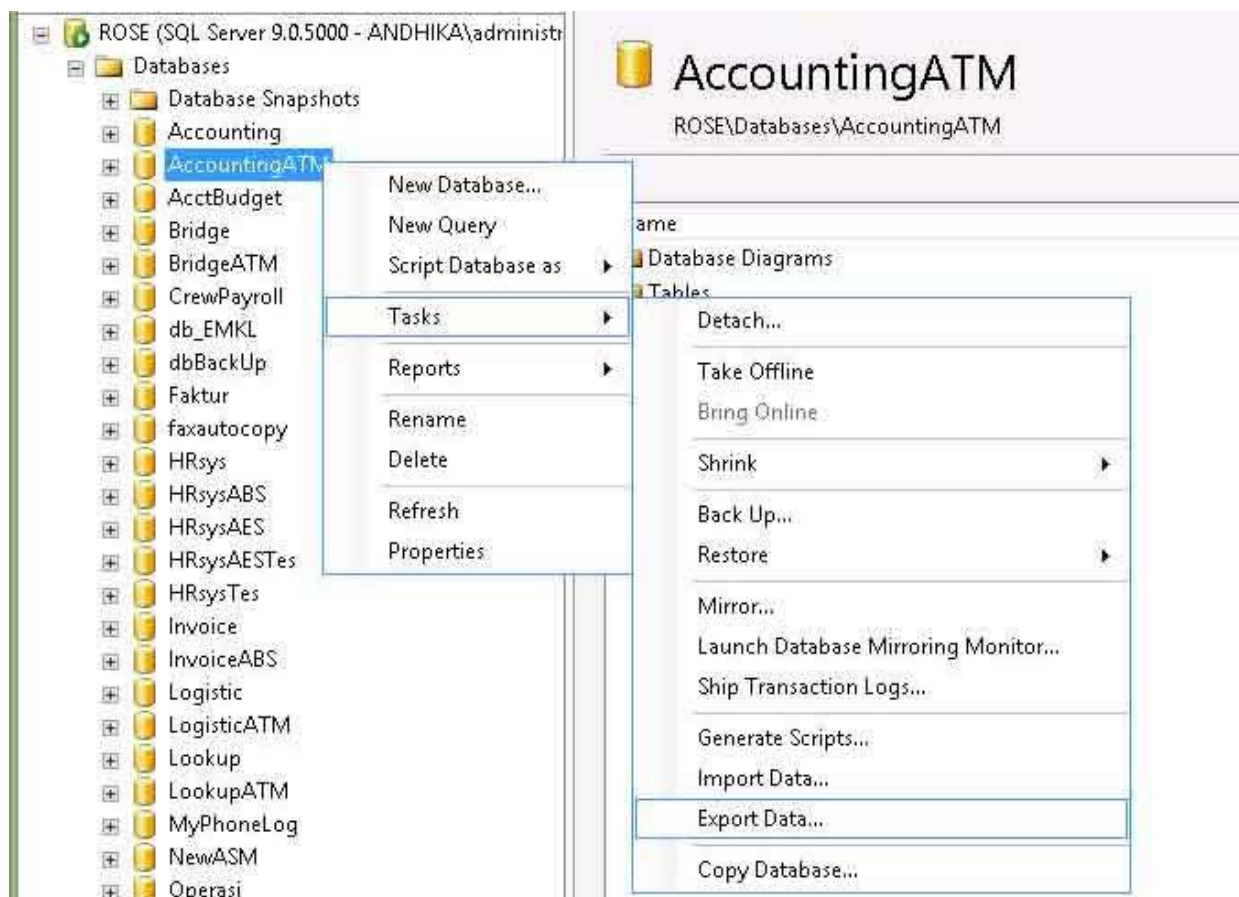 ROSE (SQL Server 9.0.5000 - ANDHIKA\administr
Databases
Database Snapshots
Accounting
AccountingATM
AcctBudget
Bridge
BridgeATM
CrewPayroll
db_EMKL
dbBackUp
Faktur
faxautocopy
HRsys
HRsysABS
HRsysAES
HRsysAESTes
HRsysTes
Invoice
InvoiceABS
Logistic
LogisticATM
Lookup
LookupATM
MyPhoneLog
NewASM
Operasi
New Database...
New Query
Script Database as
Tasks
Reports
Rename
Delete
Refresh
Properties
AccountingATM
ROSE\Databases\AccountingATM
ame
Database Diagrams
Tables
Detach...
Take Offline
Bring Online
Shrink
Back Up...
Restore
Mirror...
Launch Database Mirroring Monitor...
Ship Transaction Logs...
Generate Scripts...
Import Data...
Export Data...
Copy Database...